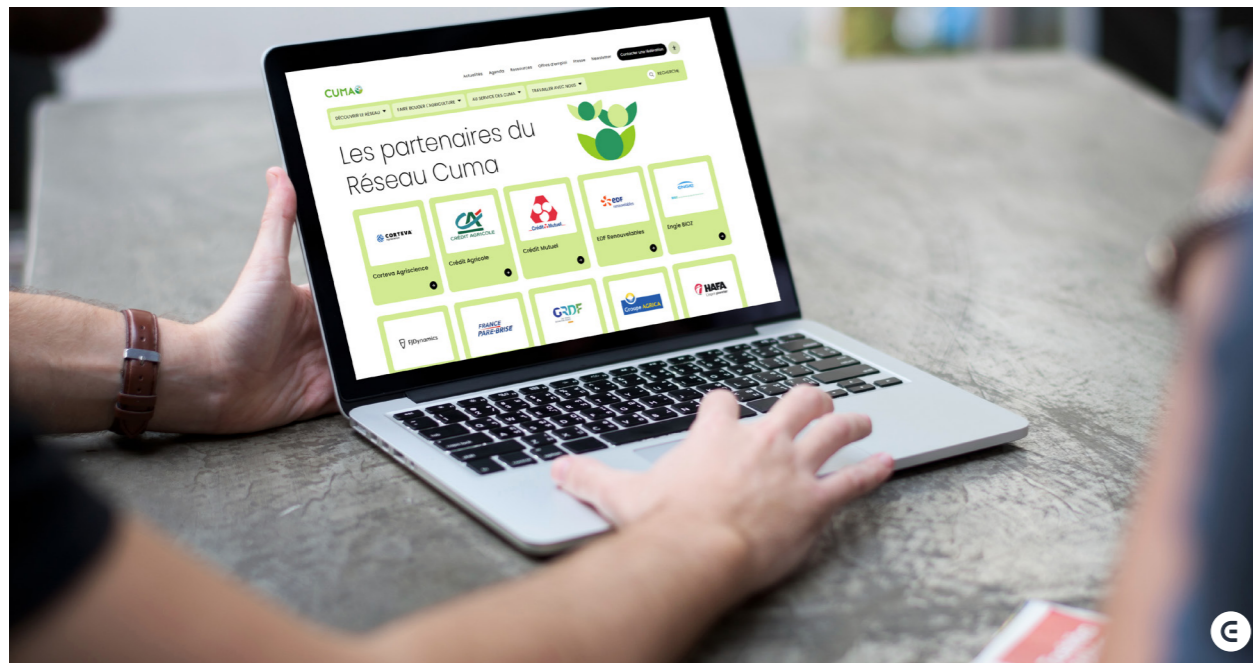 CUMA
Actualités Agenda Ressources Offres d'emploi Presse Newsletter Contacter une fédération
DÉCOUVRIR LE RÉSEAU FAIRE BOUGER L'AGRICULTURE AU SERVICE DES CUMA TRAVAILLER AVEC NOUS RECHERCHE
Les partenaires du
Réseau Cuma
CORTEVA
CRÉDIT AGRICOLE
Crédit Mutuel
EDF
Corteva Agriscience
Crédit Agricole
Crédit Mutuel
EDF Renouvelables
Engie BiOZ
FJDynamics
FRANCE
PARE-BRISE
GRDF
Groupe AGRICA
HAFA